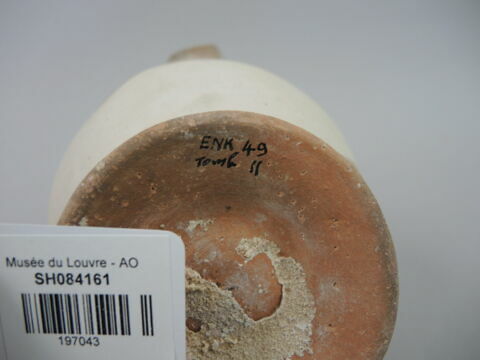 ENK 49
Tomb 11
Musée du Louvre - AO
SH084161
197043